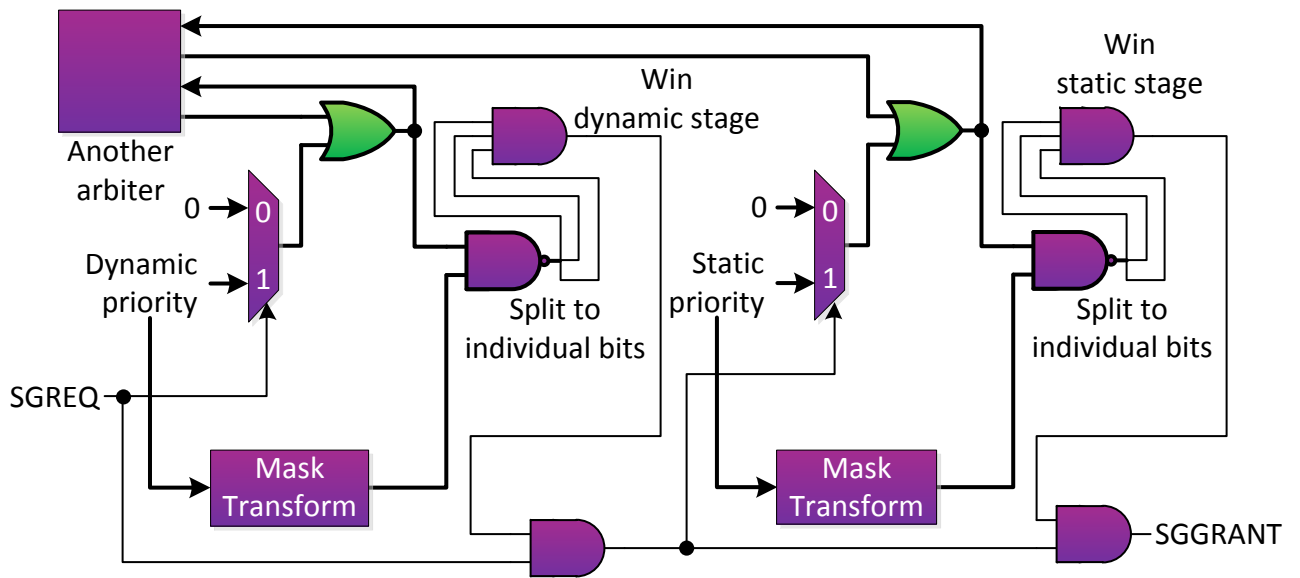 Another
arbiter
Win
dynamic stage
Win
static stage
0
0
1
Dynamic
priority
0
0
1
Static
priority
Split to
individual bits
Split to
individual bits
SGREQ
Mask
Transform
Mask
Transform
SGGRANT